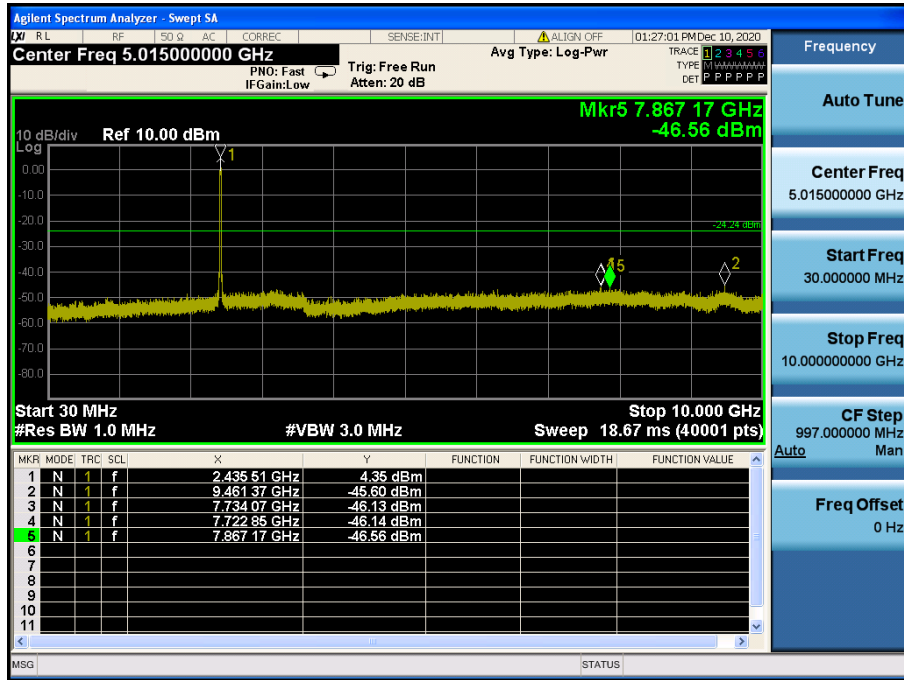 Agilent Spectrum Analyzer - Swept SA
LXI RL RF 50 Ω AC CORREC SENSE:INT ALIGN OFF 01:27:01 PM Dec 10, 2020
Center Freq 5.015000000 GHz
PNO: Fast
IFGain:Low
Trig: Free Run
Atten: 20 dB
Avg Type: Log-Pwr
TRACE 1 2 3 4 5 6
TYPE M
DET P P P P P P
Mkr5 7.867 17 GHz
-46.56 dBm
10 dB/div Ref 10.00 dBm
Log
1
0.00
-10.0
-20.0
-24.24 dBm
-30.0
-40.0
5
2
-50.0
-60.0
-70.0
-80.0
Start 30 MHz Stop 10.000 GHz
#Res BW 1.0 MHz #VBW 3.0 MHz Sweep 18.67 ms (40001 pts)
MKR MODE TRC SCL X Y FUNCTION FUNCTION WIDTH FUNCTION VALUE
1 N 1 f 2.435 51 GHz 4.35 dBm
2 N 1 f 9.461 37 GHz -45.60 dBm
3 N 1 f 7.734 07 GHz -46.13 dBm
4 N 1 f 7.722 85 GHz -46.14 dBm
5 N 1 f 7.867 17 GHz -46.56 dBm
6
7
8
9
10
11
MSG STATUS
Frequency
Auto Tune
Center Freq
5.015000000 GHz
Start Freq
30.000000 MHz
Stop Freq
10.000000000 GHz
CF Step
997.000000 MHz
Auto Man
Freq Offset
0 Hz